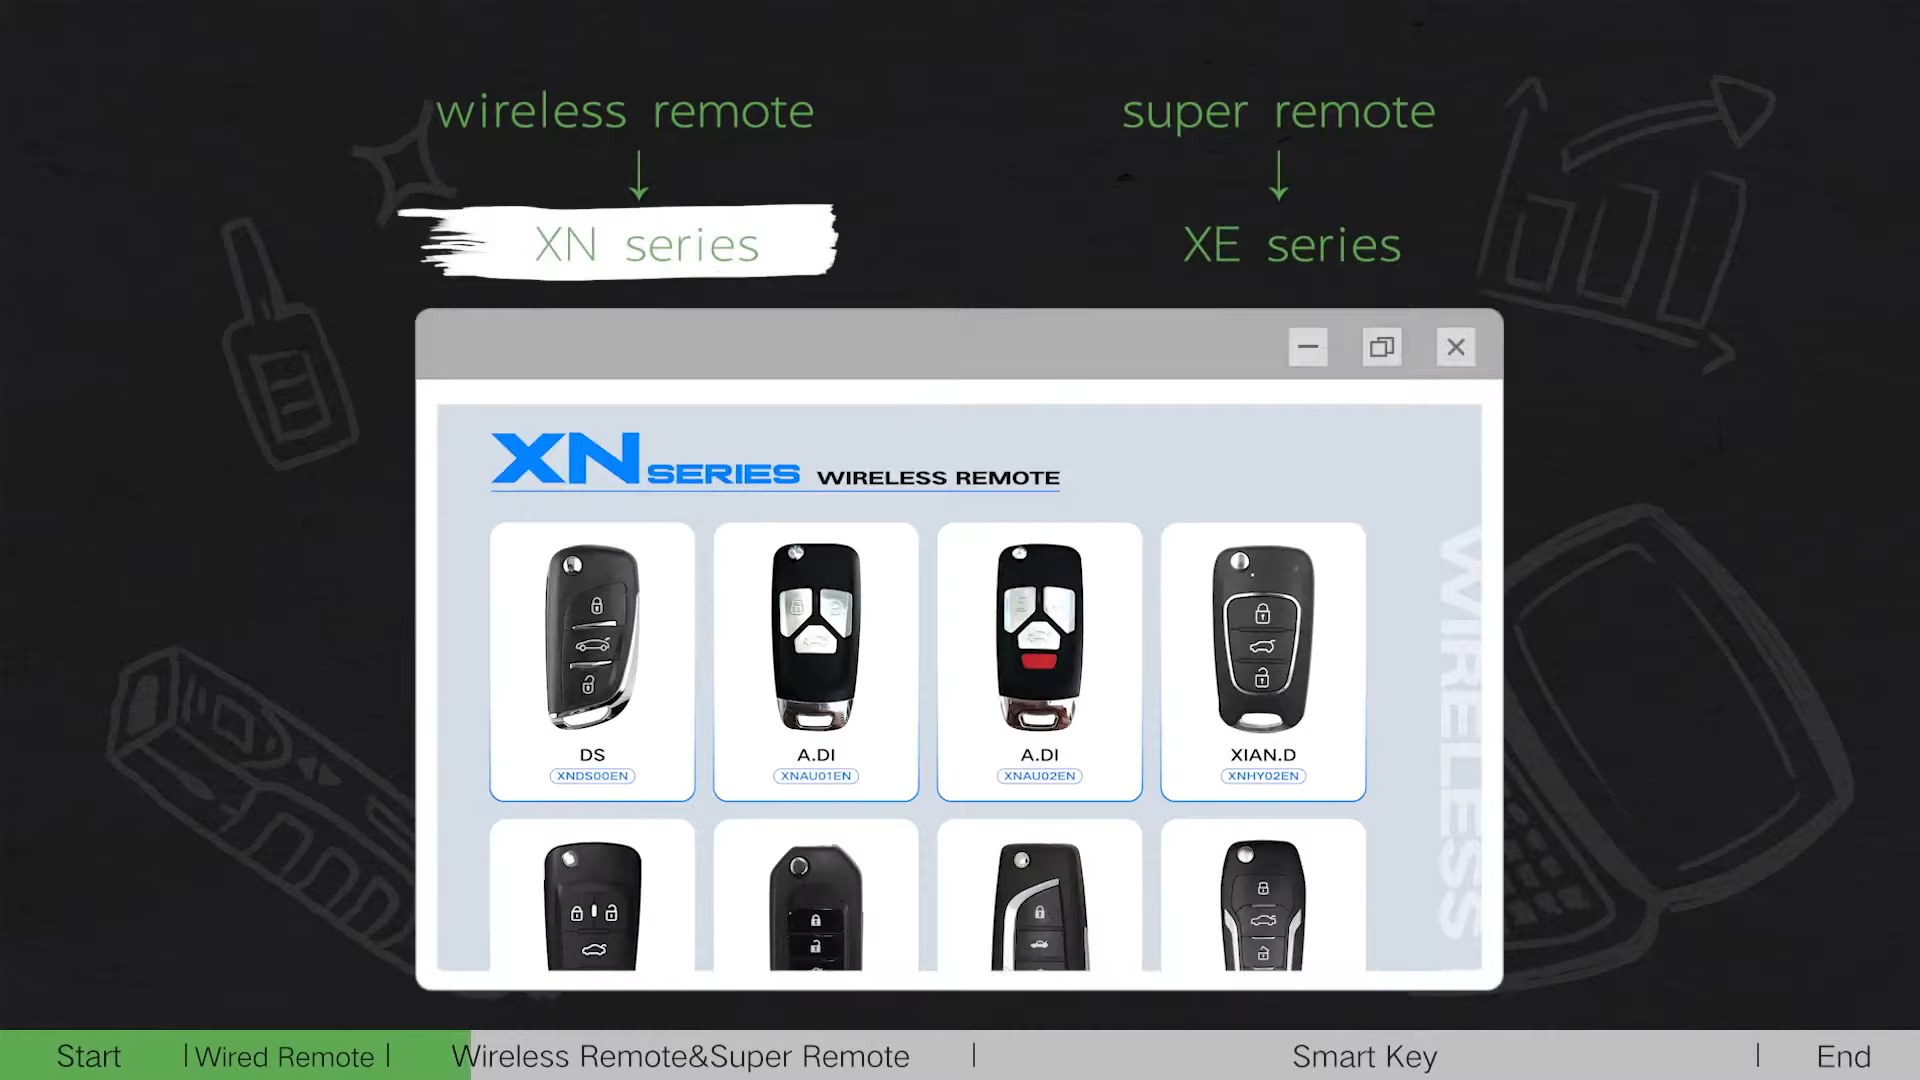 wireless remote
super remote
↓
↓
XN series
XE series
XN SERIES WIRELESS REMOTE
DS
XNDS00EN
A.DI
XNAU01EN
A.DI
XNAU02EN
XIAN.D
XNHY02EN
WIRELESS
Start | Wired Remote | Wireless Remote&Super Remote | Smart Key | End